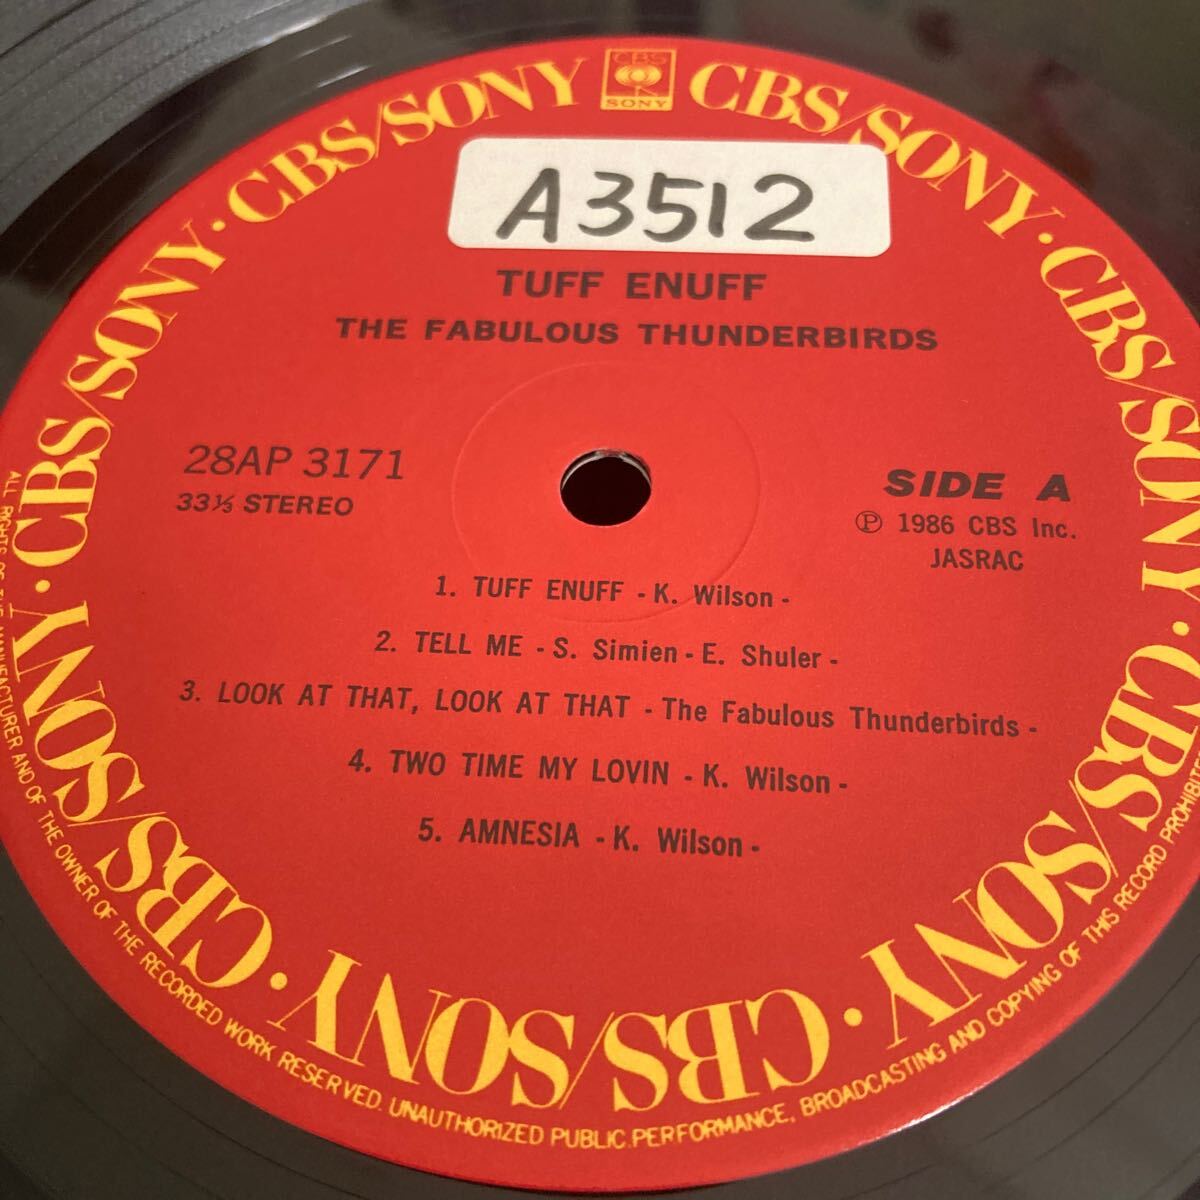 CBS
SONY
CBS/SONY · CBS/SONY · CBS/SONY · CBS/SONY · CBS/SONY · CBS/SONY · CBS/SONY · CBS/SONY
A3512
TUFF ENUFF
THE FABULOUS THUNDERBIRDS
28AP 3171
33⅓ STEREO
SIDE A
Ⓟ 1986 CBS Inc.
JASRAC
1. TUFF ENUFF - K. Wilson -
2. TELL ME - S. Simien - E. Shuler -
3. LOOK AT THAT, LOOK AT THAT - The Fabulous Thunderbirds -
4. TWO TIME MY LOVIN - K. Wilson -
5. AMNESIA - K. Wilson -
ALL RIGHTS OF THE MANUFACTURER AND OF THE OWNER OF THE RECORDED WORK RESERVED. UNAUTHORIZED PUBLIC PERFORMANCE, BROADCASTING AND COPYING OF THIS RECORD PROHIBITE